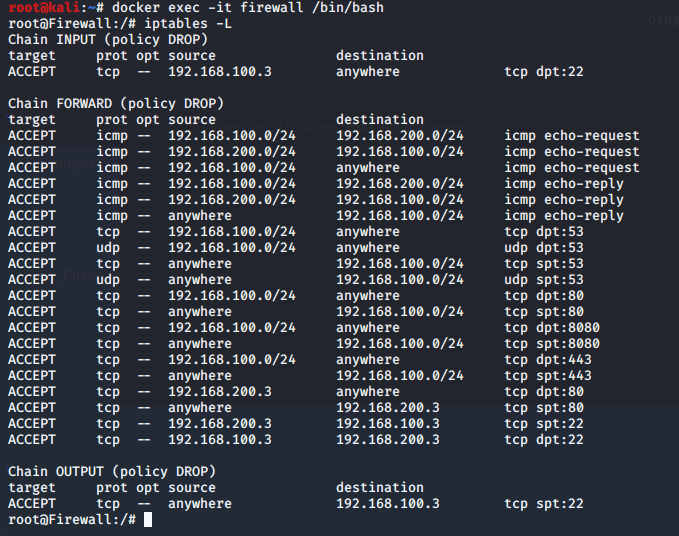 root@kali:~# docker exec -it firewall /bin/bash
root@Firewall:/# iptables -L
Chain INPUT (policy DROP)
target     prot opt source               destination
ACCEPT     tcp  --  192.168.100.3        anywhere             tcp dpt:22

Chain FORWARD (policy DROP)
target     prot opt source               destination
ACCEPT     icmp --  192.168.100.0/24     192.168.200.0/24     icmp echo-request
ACCEPT     icmp --  192.168.200.0/24     192.168.100.0/24     icmp echo-request
ACCEPT     icmp --  192.168.100.0/24     anywhere             icmp echo-request
ACCEPT     icmp --  192.168.100.0/24     192.168.200.0/24     icmp echo-reply
ACCEPT     icmp --  192.168.200.0/24     192.168.100.0/24     icmp echo-reply
ACCEPT     icmp --  anywhere             192.168.100.0/24     icmp echo-reply
ACCEPT     tcp  --  192.168.100.0/24     anywhere             tcp dpt:53
ACCEPT     udp  --  192.168.100.0/24     anywhere             udp dpt:53
ACCEPT     tcp  --  anywhere             192.168.100.0/24     tcp spt:53
ACCEPT     udp  --  anywhere             192.168.100.0/24     udp spt:53
ACCEPT     tcp  --  192.168.100.0/24     anywhere             tcp dpt:80
ACCEPT     tcp  --  anywhere             192.168.100.0/24     tcp spt:80
ACCEPT     tcp  --  192.168.100.0/24     anywhere             tcp dpt:8080
ACCEPT     tcp  --  anywhere             192.168.100.0/24     tcp spt:8080
ACCEPT     tcp  --  192.168.100.0/24     anywhere             tcp dpt:443
ACCEPT     tcp  --  anywhere             192.168.100.0/24     tcp spt:443
ACCEPT     tcp  --  192.168.200.3        anywhere             tcp dpt:80
ACCEPT     tcp  --  anywhere             192.168.200.3        tcp spt:80
ACCEPT     tcp  --  192.168.200.3        192.168.100.3        tcp spt:22
ACCEPT     tcp  --  192.168.100.3        192.168.200.3        tcp dpt:22

Chain OUTPUT (policy DROP)
target     prot opt source               destination
ACCEPT     tcp  --  anywhere             192.168.100.3        tcp spt:22
root@Firewall:/#